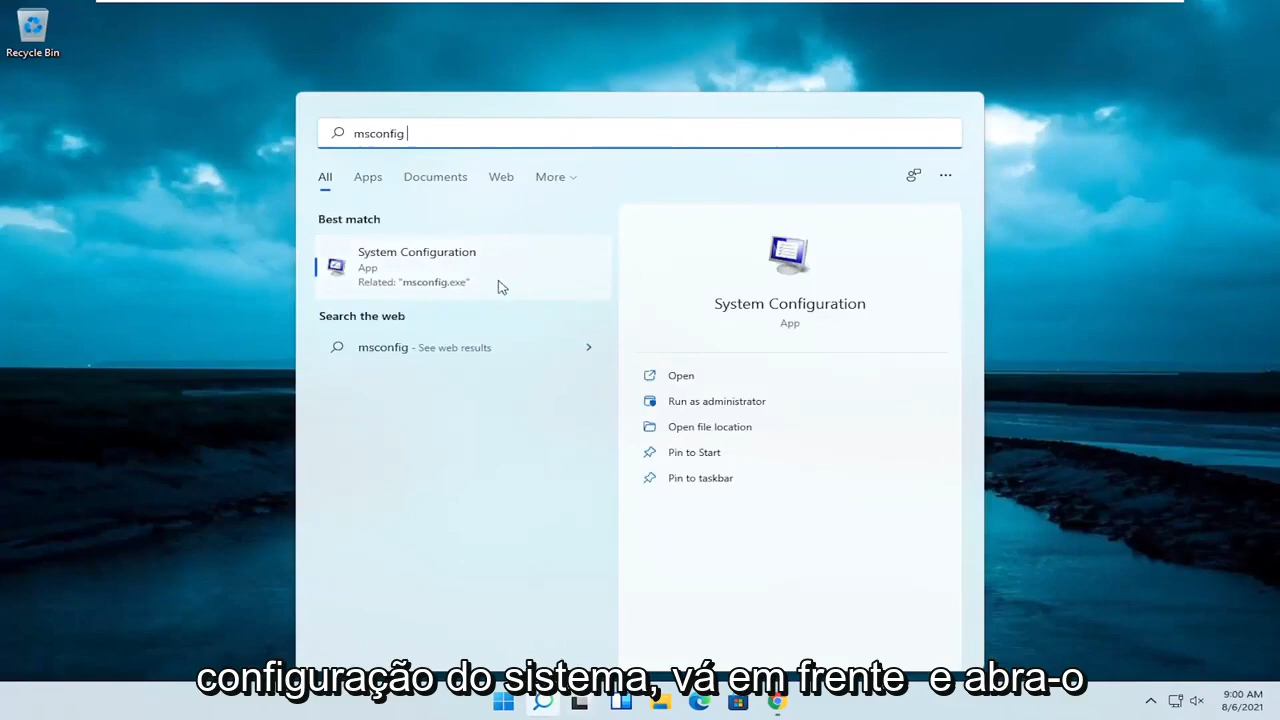 Recycle Bin
msconfig
All Apps Documents Web More
Best match
System Configuration
App
Related: "msconfig.exe"
Search the web
msconfig - See web results
System Configuration
App
Open
Run as administrator
Open file location
Pin to Start
Pin to taskbar
configuração do sistema, vá em frente e abra-o
9:00 AM
8/6/2021